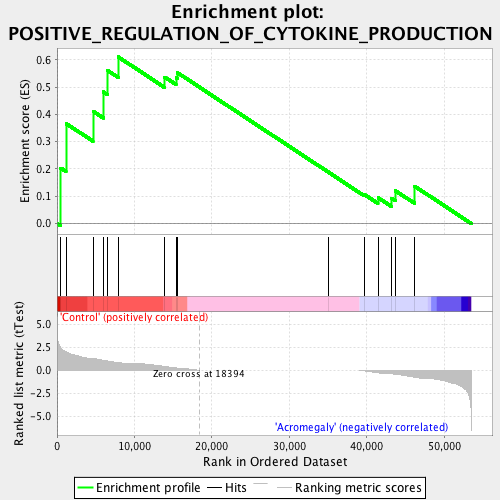 Enrichment plot:
POSITIVE_REGULATION_OF_CYTOKINE_PRODUCTION
Enrichment score (ES)
0.6
0.5
0.4
0.3
0.2
0.1
0.0
Ranked list metric (tTest)
5.0
2.5
0.0
-2.5
-5.0
'Control' (positively correlated)
Zero cross at 18394
'Acromegaly' (negatively correlated)
0 10,000 20,000 30,000 40,000 50,000
Rank in Ordered Dataset
Enrichment profile Hits Ranking metric scores